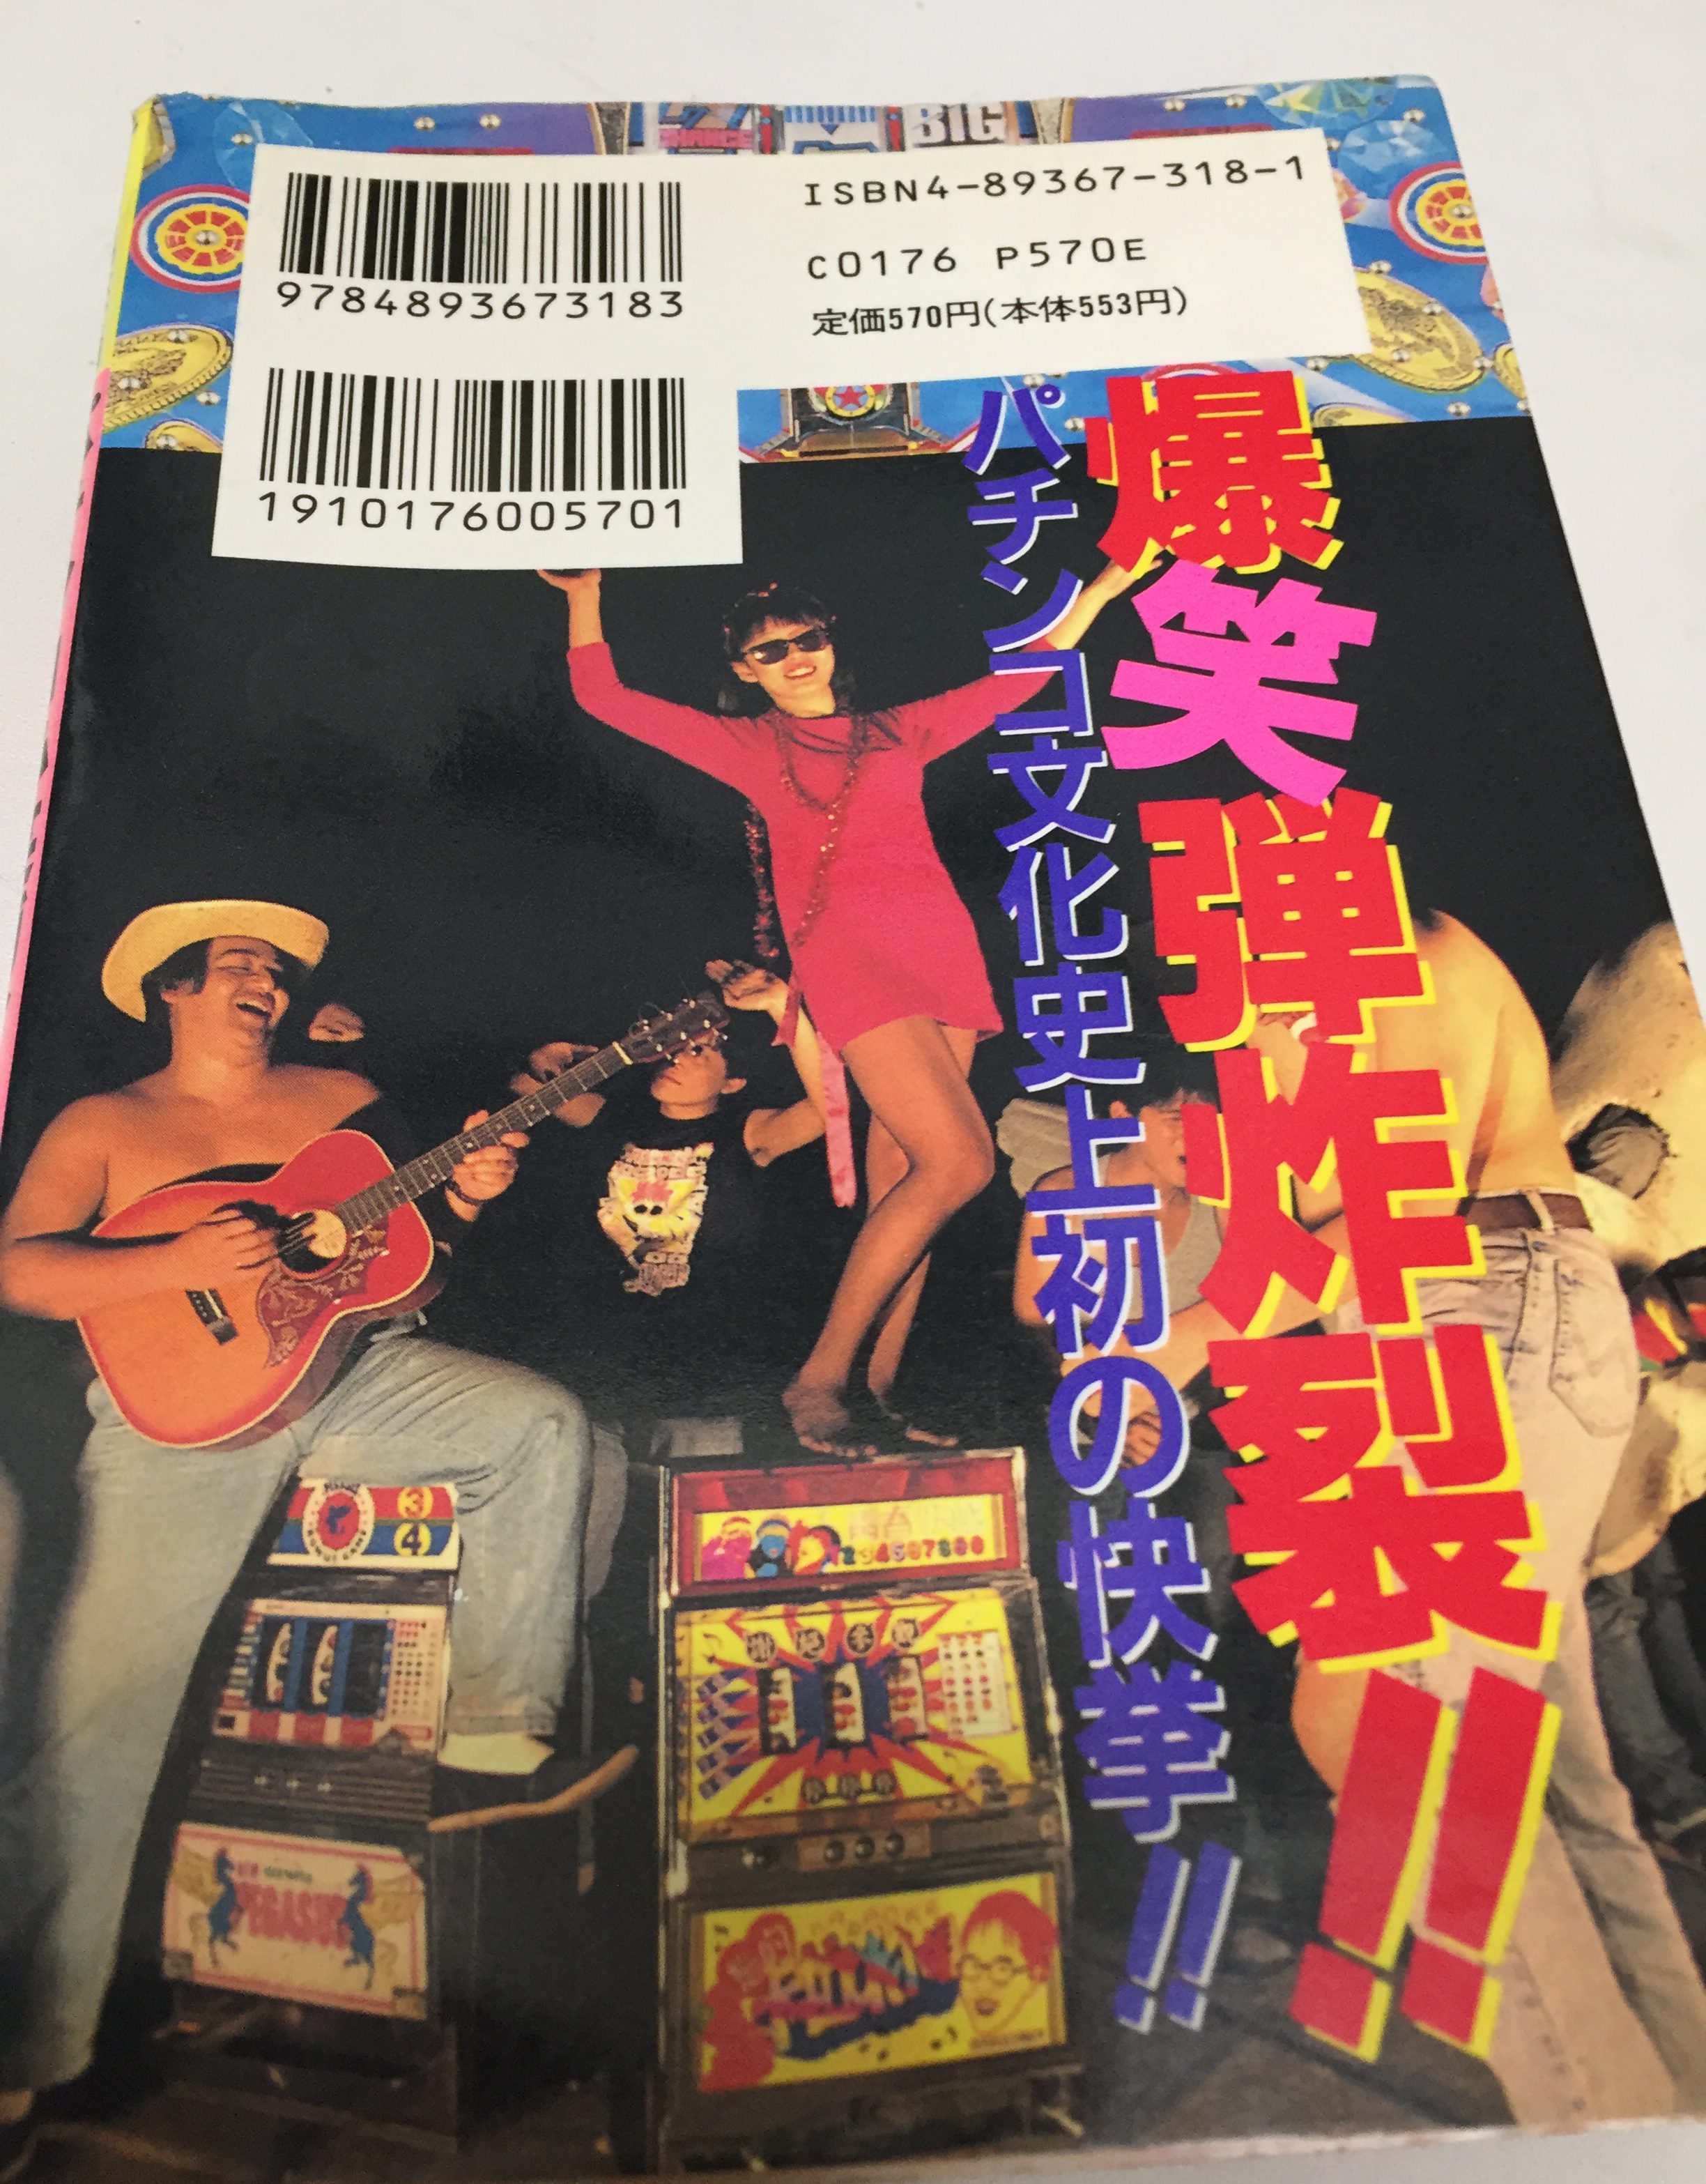 BIG
ISBN4-89367-318-1
C0176 P570E
定価570円(本体553円)
9784893673183
1910176005701
爆笑弾炸裂!!
パチンコ文化史上初の快挙!!
3
4
PEGASUS